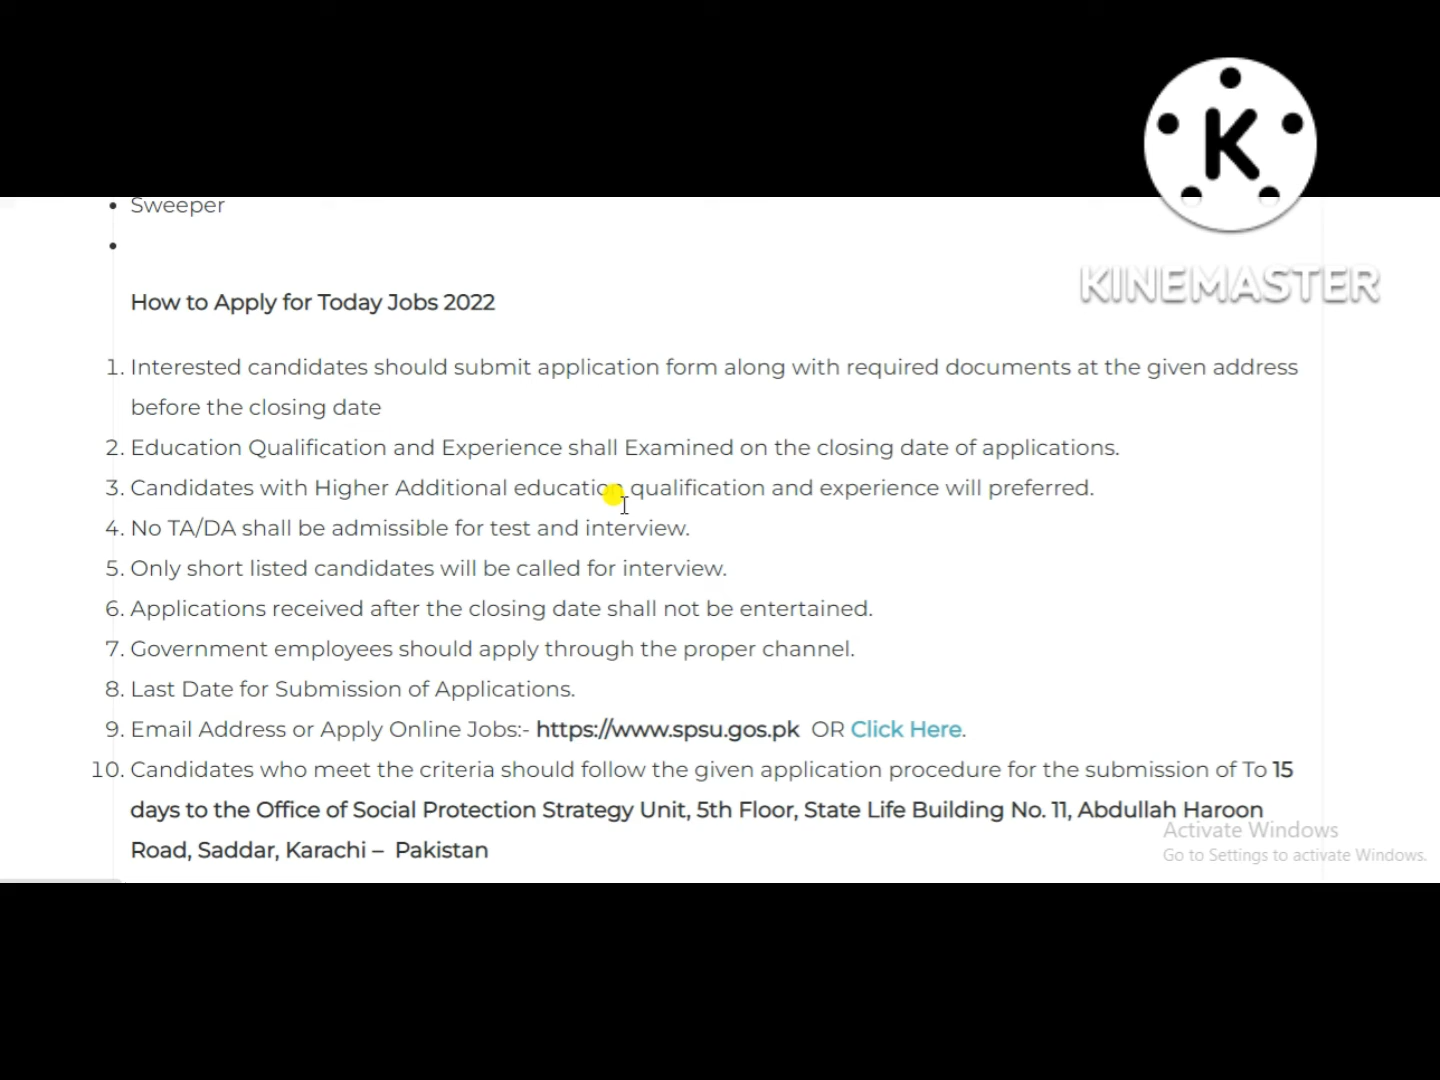 K
KINEMASTER
• Sweeper
•
How to Apply for Today Jobs 2022
1. Interested candidates should submit application form along with required documents at the given address
before the closing date
2. Education Qualification and Experience shall Examined on the closing date of applications.
3. Candidates with Higher Additional education qualification and experience will preferred.
4. No TA/DA shall be admissible for test and interview.
5. Only short listed candidates will be called for interview.
6. Applications received after the closing date shall not be entertained.
7. Government employees should apply through the proper channel.
8. Last Date for Submission of Applications.
9. Email Address or Apply Online Jobs:- https://www.spsu.gos.pk OR Click Here.
10. Candidates who meet the criteria should follow the given application procedure for the submission of To 15
days to the Office of Social Protection Strategy Unit, 5th Floor, State Life Building No. 11, Abdullah Haroon
Road, Saddar, Karachi – Pakistan
Activate Windows
Go to Settings to activate Windows.